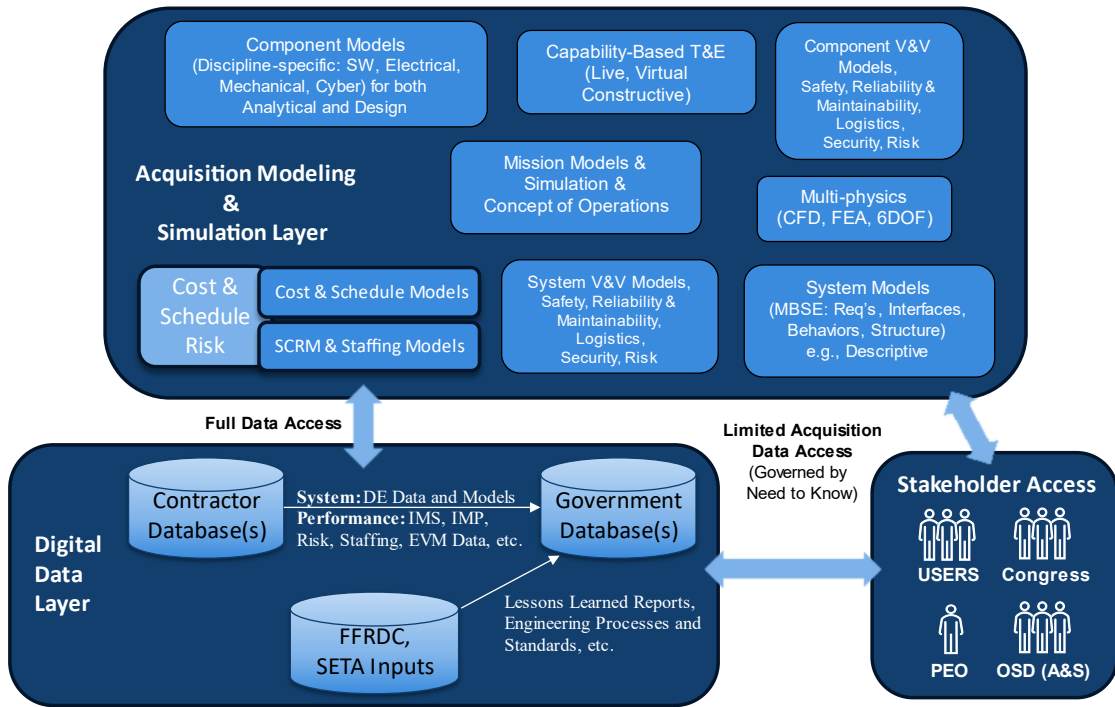 Component Models
(Discipline-specific: SW, Electrical,
Mechanical, Cyber) for both
Analytical and Design
Capability-Based T&E
(Live, Virtual
Constructive)
Component V&V
Models,
Safety, Reliability &
Maintainability,
Logistics,
Security, Risk
Acquisition Modeling
&
Simulation Layer
Mission Models &
Simulation &
Concept of Operations
Multi-physics
(CFD, FEA, 6DOF)
Cost &
Schedule
Risk
Cost & Schedule Models
SCRM & Staffing Models
System V&V Models,
Safety, Reliability &
Maintainability,
Logistics,
Security, Risk
System Models
(MBSE: Req's, Interfaces,
Behaviors, Structure)
e.g., Descriptive
Full Data Access
Limited Acquisition
Data Access
(Governed by
Need to Know)
Digital
Data
Layer
Contractor
Database(s)
System: DE Data and Models
Performance: IMS, IMP,
Risk, Staffing, EVM Data, etc.
Government
Database(s)
FFRDC,
SETA Inputs
Lessons Learned Reports,
Engineering Processes and
Standards, etc.
Stakeholder Access
USERS
Congress
PEO
OSD (A&S)